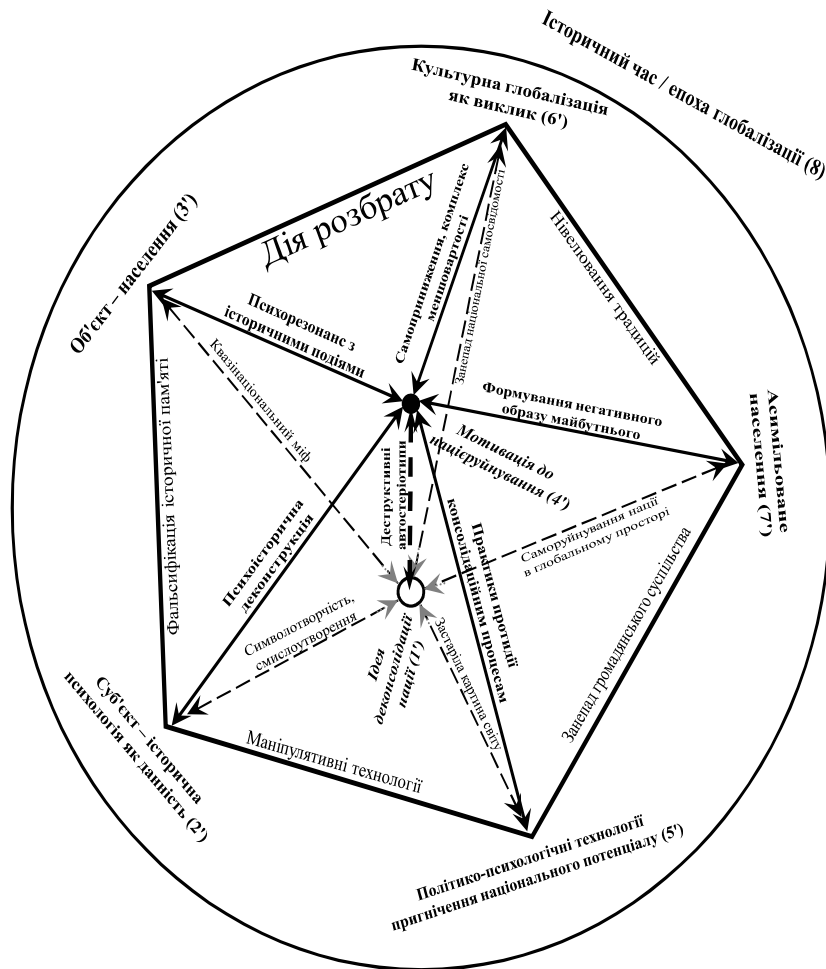 Історичний час / епоха глобалізації (8)
Культурна глобалізація
як виклик (6')
Об'єкт – населення (3')
Дія розбрату
Самоприниження, комплекс
меншовартості
Занепад національної самосвідомості
Нівелювання традицій
Психорезонанс з
історичними подіями
Квазінаціональний міф
Фальсифікація історичної пам'яті
Формування негативного
образу майбутнього
Асимільоване
населення (7')
Мотивація до
націєруйнування (4')
Деструктивні
автостеріотипи
Психоісторична
деконструкція
Практики протидії
консолідаційним процесам
Саморуйнування нації
в глобальному просторі
Символотворчість,
смислоутворення
Ідея
деконсолідації
нації (1')
Застаріла картина світу
Занепад громадянського суспільства
Суб'єкт – історична
психологія як данність (2')
Маніпулятивні технології
Політико-психологічні технології
пригнічення національного потенціалу (5')